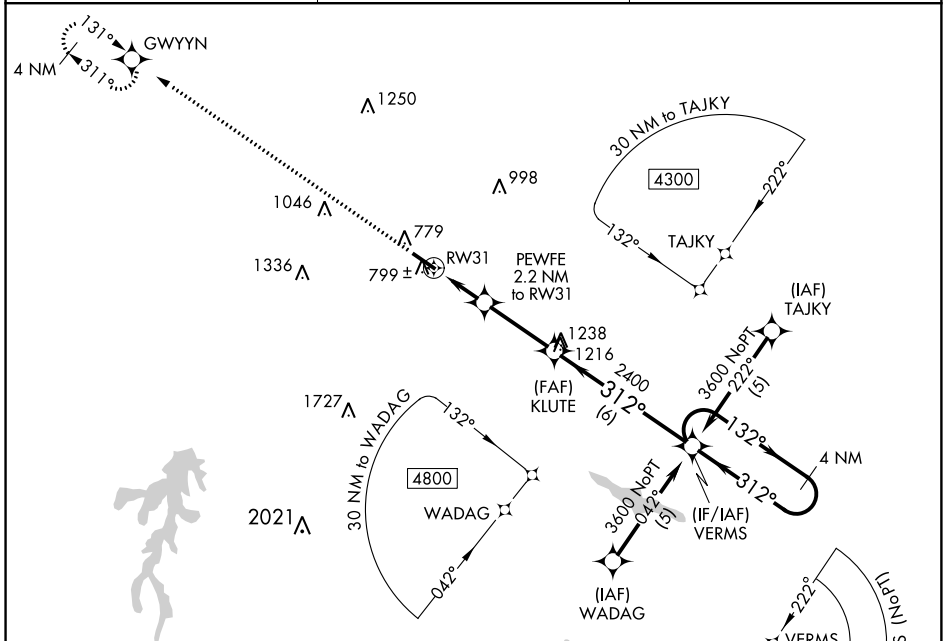 131°
GWYYN
4 NM
311°
1250
30 NM to TAJKY
998
4300
222°
1046
132°
TAJKY
779
RW31
PEWFE
2.2 NM
to RW31
1336
799 ±
(IAF)
TAJKY
1238
1216
3600 NoPT
222°
(5)
(FAF)
KLUTE
2400
312°
(6)
1727
30 NM to WADAG
132°
132°
4 NM
312°
4800
WADAG
3600 NoPT
042°
(5)
(IF/IAF)
VERMS
2021
042°
(IAF)
WADAG
222°
(NoPT)
VERMS